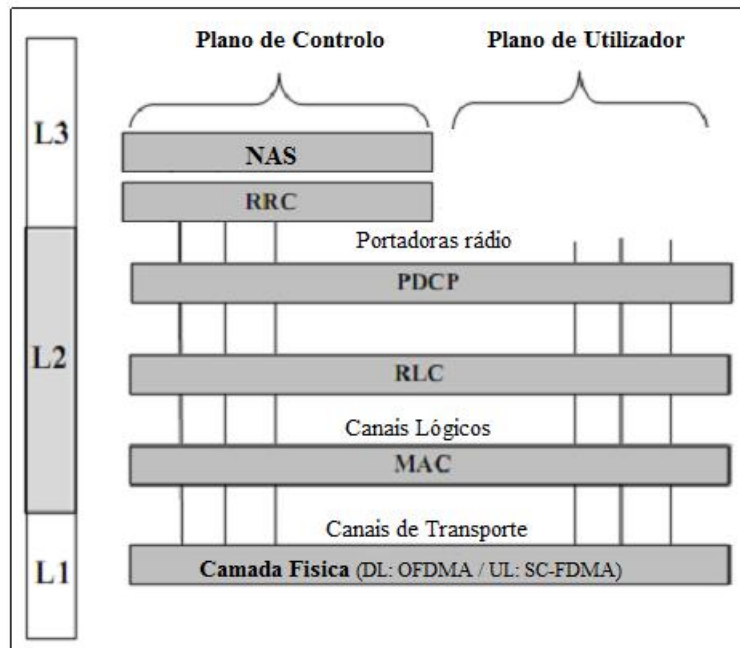 Plano de Controlo
Plano de Utilizador
L3
NAS
RRC
Portadoras rádio
PDCP
L2
RLC
Canais Lógicos
MAC
Canais de Transporte
L1
Camada Física (DL: OFDMA / UL: SC-FDMA)